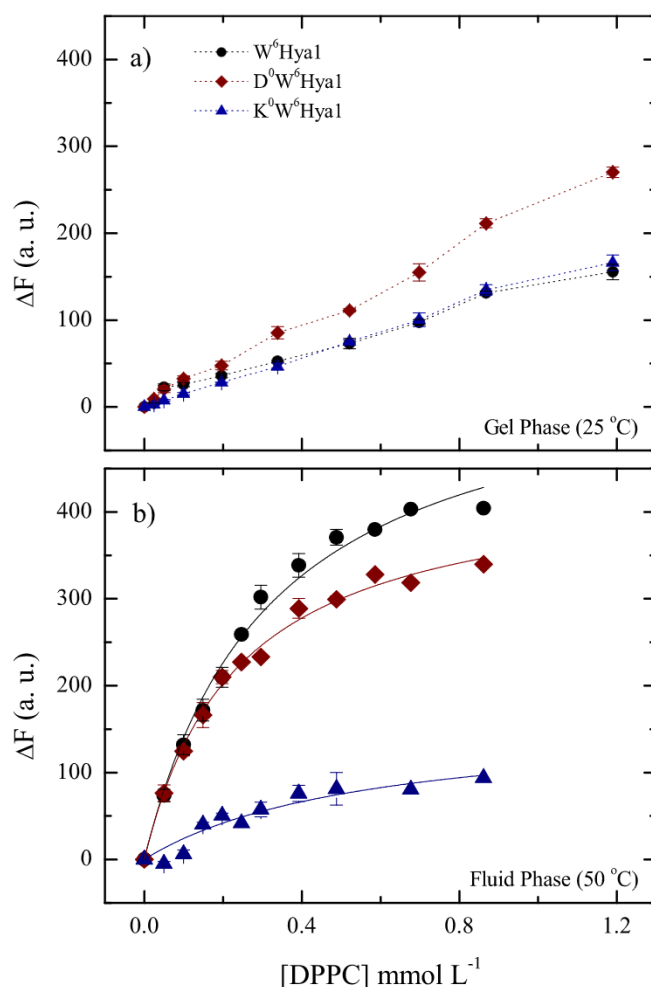 a)
W⁶Hya1
D⁰W⁶Hya1
K⁰W⁶Hya1
400
300
200
100
0
ΔF (a. u.)
Gel Phase (25 °C)
b)
400
300
200
100
0
ΔF (a. u.)
Fluid Phase (50 °C)
0.0 0.4 0.8 1.2
[DPPC] mmol L⁻¹